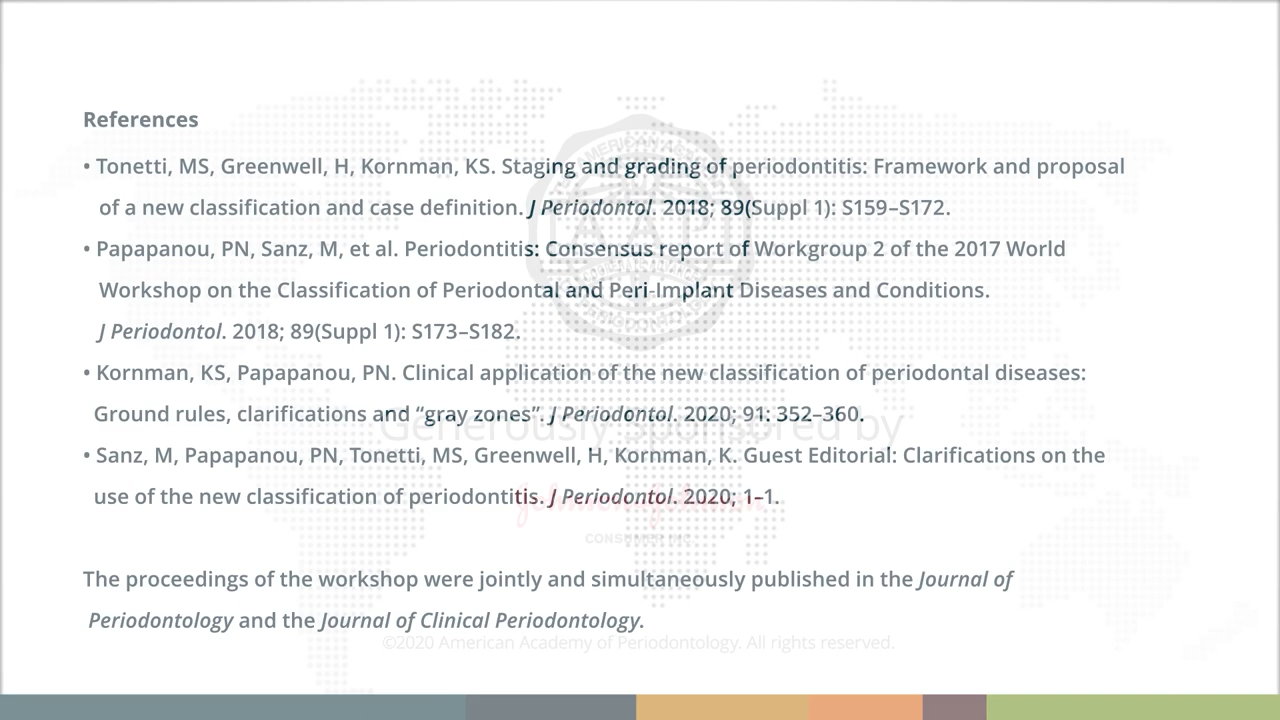 References
• Tonetti, MS, Greenwell, H, Kornman, KS. Staging and grading of periodontitis: Framework and proposal
of a new classification and case definition. J Periodontol. 2018; 89(Suppl 1): S159–S172.
• Papapanou, PN, Sanz, M, et al. Periodontitis: Consensus report of Workgroup 2 of the 2017 World
Workshop on the Classification of Periodontal and Peri-Implant Diseases and Conditions.
J Periodontol. 2018; 89(Suppl 1): S173–S182.
• Kornman, KS, Papapanou, PN. Clinical application of the new classification of periodontal diseases:
Ground rules, clarifications and “gray zones”. J Periodontol. 2020; 91: 352–360.
Generously sponsored by
• Sanz, M, Papapanou, PN, Tonetti, MS, Greenwell, H, Kornman, K. Guest Editorial: Clarifications on the
use of the new classification of periodontitis. J Periodontol. 2020; 1–1.
Johnson & Johnson
CONSUMER INC.
The proceedings of the workshop were jointly and simultaneously published in the Journal of
Periodontology and the Journal of Clinical Periodontology.
©2020 American Academy of Periodontology. All rights reserved.
AAP